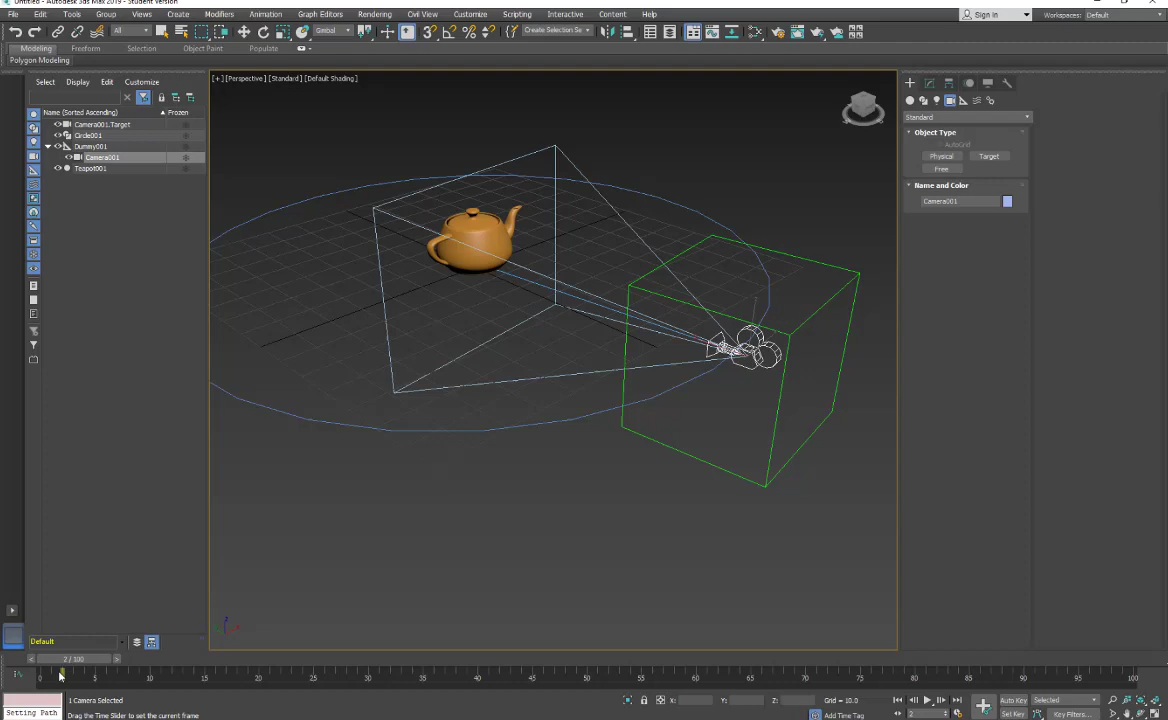 Untitled - Autodesk 3ds Max 2019 - Student Version
File Edit Tools Group Views Create Modifiers Animation Graph Editors Rendering Civil View Customize Scripting Interactive Content Help
Sign In
Workspaces: Default
All
Gimbal
Create Selection Se
Modeling Freeform Selection Object Paint Populate
Polygon Modeling
Select Display Edit Customize
Name (Sorted Ascending) ▲ Frozen
Camera001.Target
Circle001
Dummy001
Camera001
Teapot001
[+] [Perspective] [Standard] [Default Shading]
Standard
Object Type
AutoGrid
Physical Target
Free
Name and Color
Camera001
Default
< 2 / 100 >
0 5 10 15 20 25 30 35 40 45 50 55 60 65 70 75 80 85 90 95 100
1 Camera Selected
X: Y: Z: Grid = 10.0
Auto Key Selected
Setting Path
Drag the Time Slider to set the current frame
Add Time Tag
2
Set Key Key Filters...